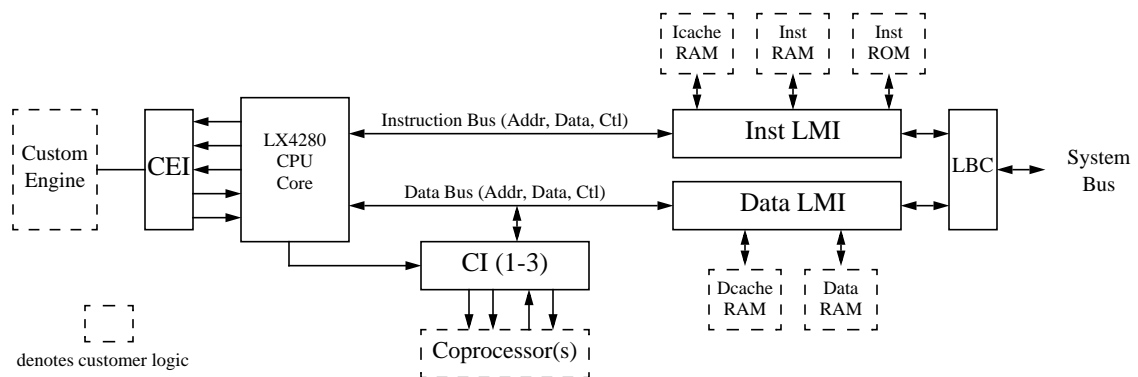 Icache
RAM
Inst
RAM
Inst
ROM
Custom
Engine
CEI
LX4280
CPU
Core
Instruction Bus (Addr, Data, Ctl)
Inst LMI
LBC
System
Bus
Data Bus (Addr, Data, Ctl)
Data LMI
CI (1-3)
Dcache
RAM
Data
RAM
Coprocessor(s)
denotes customer logic